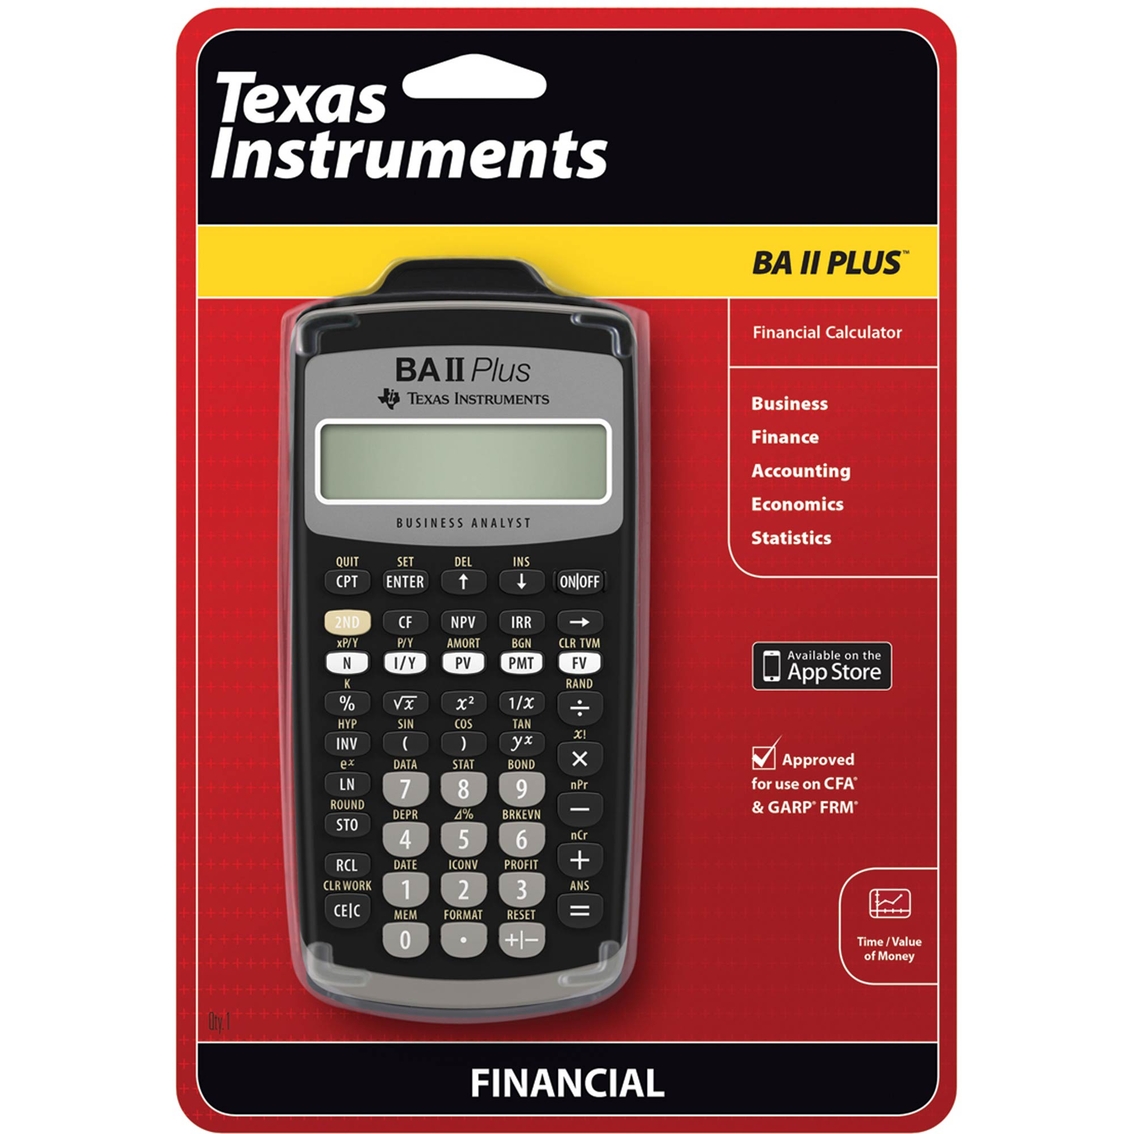 Texas
Instruments
BA II PLUS™
Financial Calculator
Business
Finance
Accounting
Economics
Statistics
Available on the
App Store
Approved
for use on CFA®
& GARP® FRM®
Time / Value
of Money
BA II Plus
TEXAS INSTRUMENTS
BUSINESS ANALYST
QUIT SET DEL INS
CPT ENTER ↑ ↓ ON|OFF
2ND CF NPV IRR →
xP/Y P/Y AMORT BGN CLR TVM
N I/Y PV PMT FV
K RAND
% √x x² 1/x ÷
HYP SIN COS TAN x!
INV ( ) yˣ ×
eˣ DATA STAT BOND nPr
LN 7 8 9 −
ROUND DEPR Δ% BRKEVN nCr
STO 4 5 6 +
DATE ICONV PROFIT ANS
RCL 1 2 3 =
CLR WORK MEM FORMAT RESET
CE|C 0 . +|−
Qty. 1
FINANCIAL